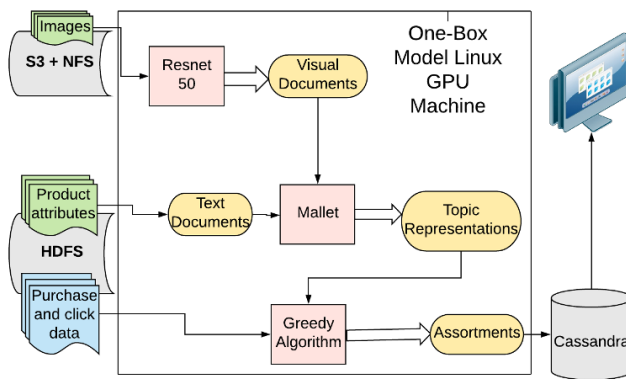 Images
S3 + NFS
Resnet
50
Visual
Documents
One-Box
Model Linux
GPU
Machine
Product
attributes
HDFS
Text
Documents
Mallet
Topic
Representations
Purchase
and click
data
Greedy
Algorithm
Assortments
Cassandra